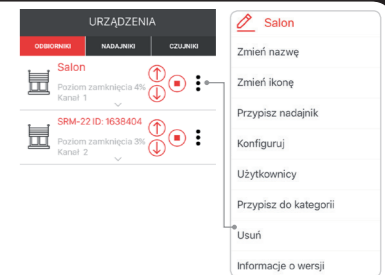 URZĄDZENIA
ODBIORNIKI NADAJNIKI CZUJNIKI
Salon
Poziom zamknięcia 4%
Kanał 1
SRM-22 ID: 1638404
Poziom zamknięcia 3%
Kanał 2
Salon
Zmień nazwę
Zmień ikonę
Przypisz nadajnik
Konfiguruj
Użytkownicy
Przypisz do kategorii
Usuń
Informacje o wersji